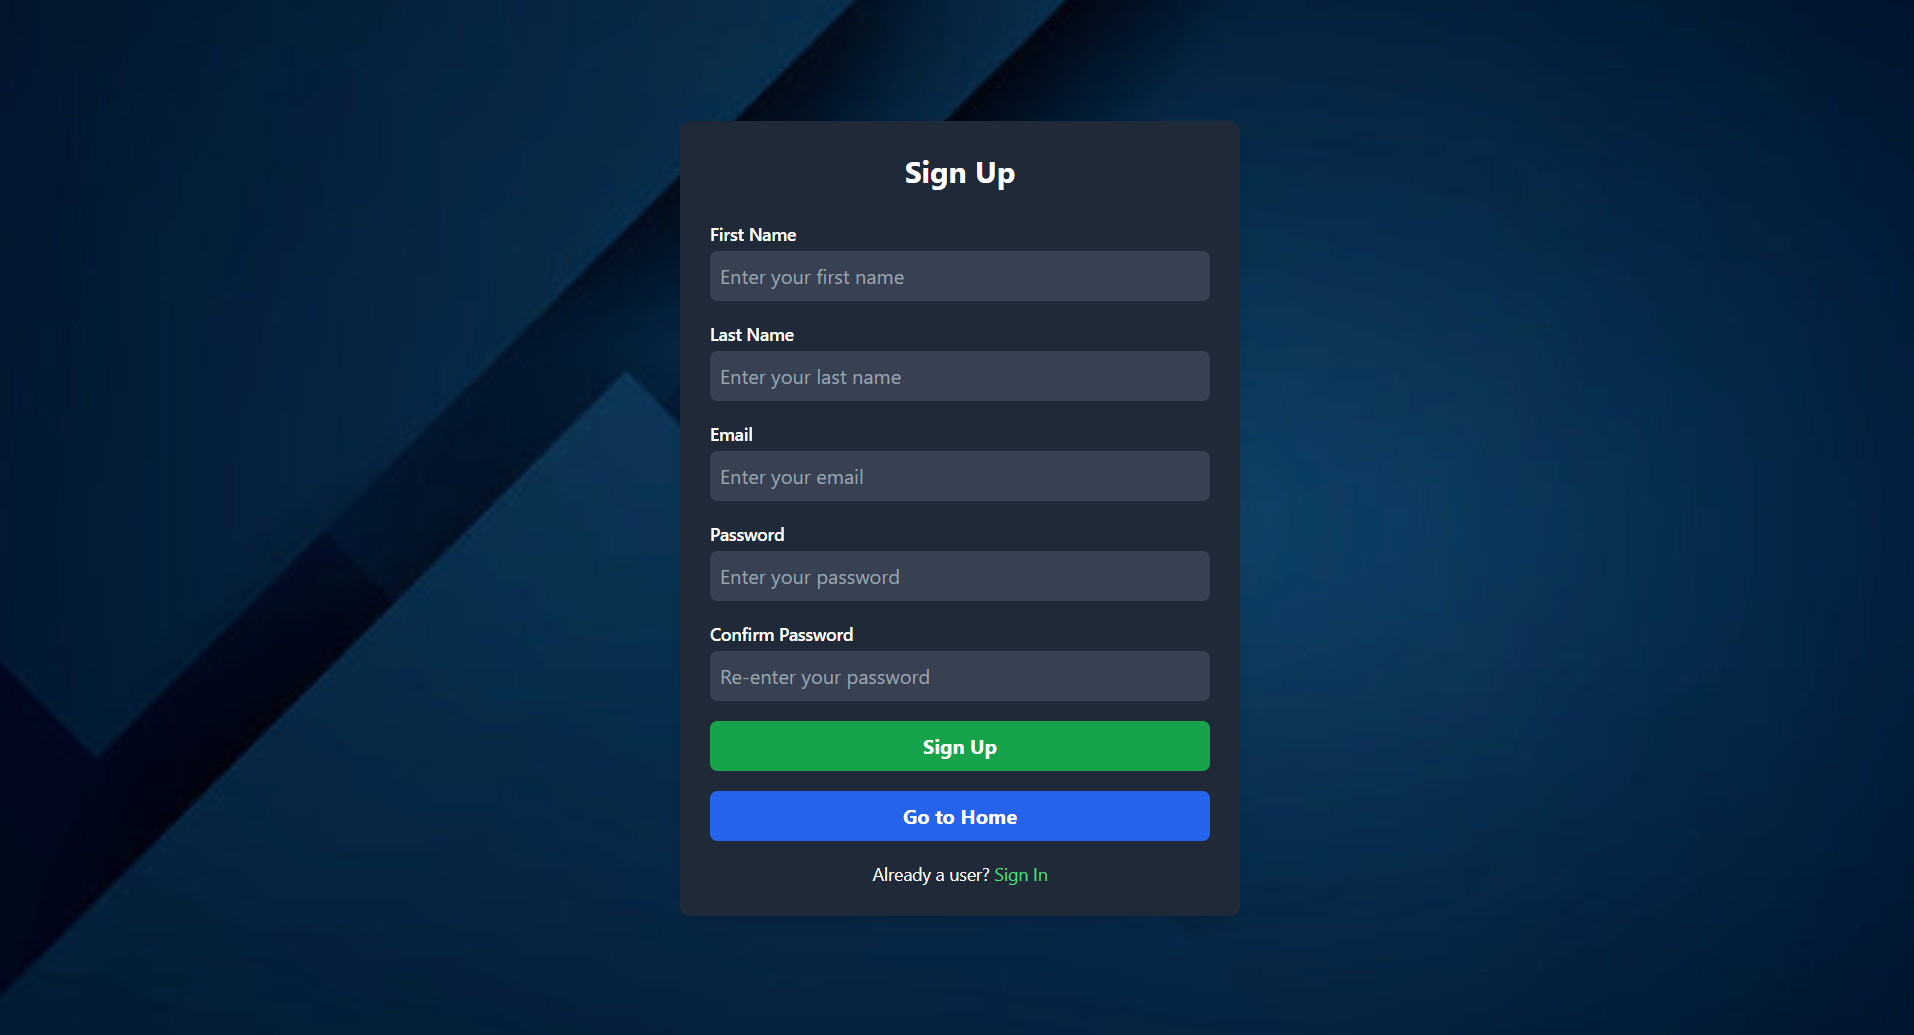 Sign Up
First Name
Enter your first name
Last Name
Enter your last name
Email
Enter your email
Password
Enter your password
Confirm Password
Re-enter your password
Sign Up
Go to Home
Already a user? Sign In